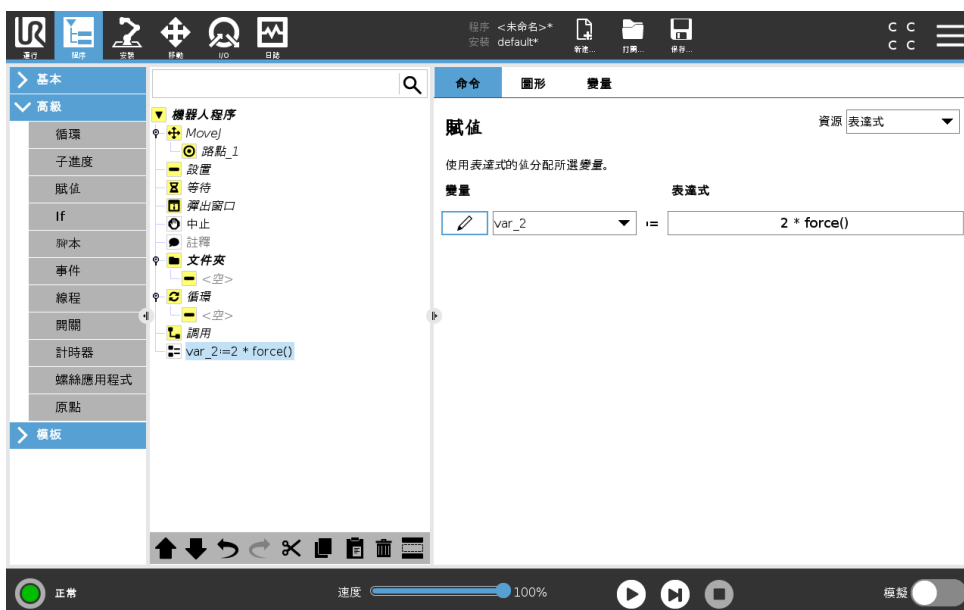 程序 <未命名>*
安裝 default*
運行 程序 安裝 移動 I/O 日誌
新建... 打開... 保存...
C C
C C
基本
高級
循環
子進度
賦值
If
腳本
事件
線程
開關
計時器
螺絲應用程式
原點
模板
機器人程序
MoveJ
路點_1
設置
等待
彈出窗口
中止
註釋
文件夾
<空>
循環
<空>
調用
var_2:=2 * force()
命令 圖形 變量
賦值
資源 表達式
使用表達式的值分配所選變量。
變量 表達式
var_2 := 2 * force()
正常
速度 100%
模擬